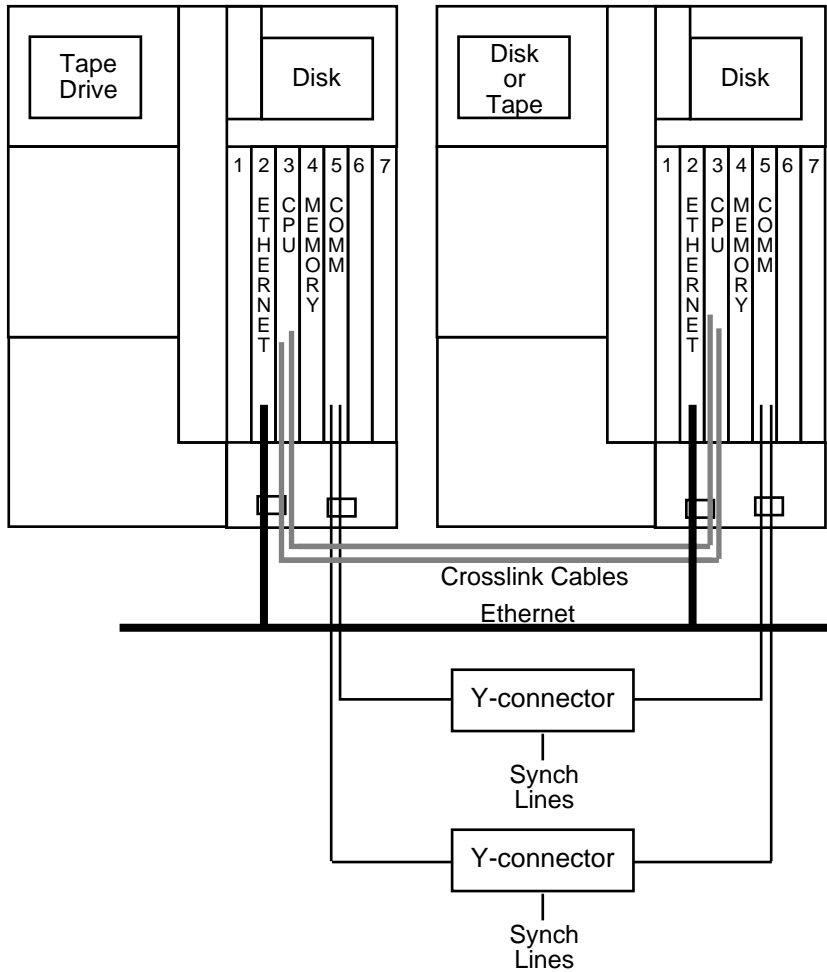 Tape
Drive
Disk
Disk
or
Tape
Disk
1 2 3 4 5 6 7
ETHERNET
CPU
MEMORY
COMM
1 2 3 4 5 6 7
ETHERNET
CPU
MEMORY
COMM
Crosslink Cables
Ethernet
Y-connector
Synch
Lines
Y-connector
Synch
Lines